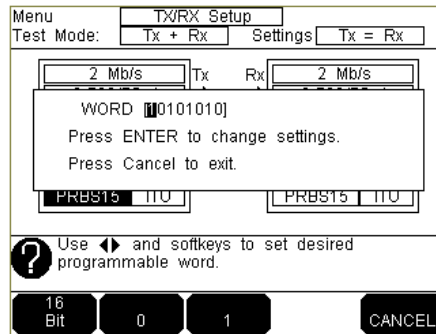 Menu TX/RX Setup
Test Mode: Tx + Rx Settings Tx = Rx
2 Mb/s Tx Rx 2 Mb/s
WORD [10101010]
Press ENTER to change settings.
Press Cancel to exit.
PRBS15 ITU PRBS15 ITU
Use ◀▶ and softkeys to set desired
programmable word.
16
Bit 0 1 CANCEL